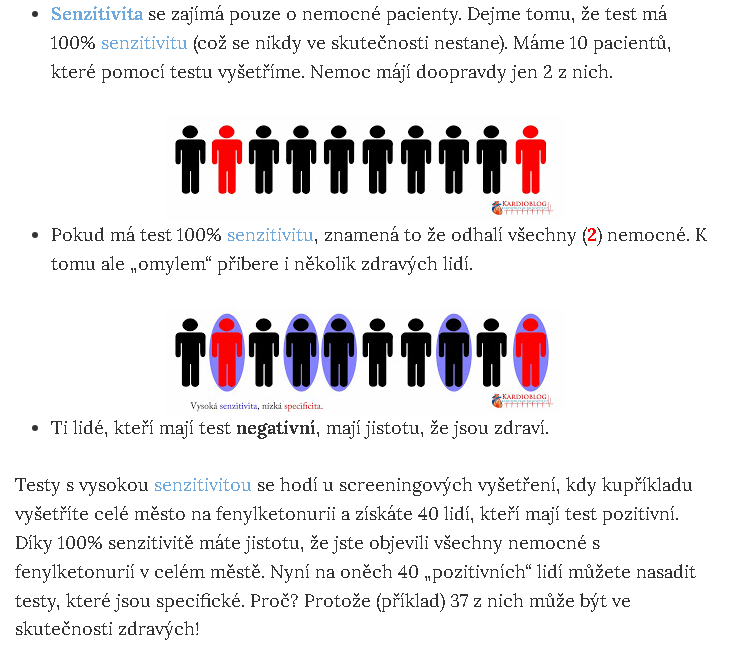 Senzitivita se zajímá pouze o nemocné pacienty. Dejme tomu, že test má
100% senzitivitu (což se nikdy ve skutečnosti nestane). Máme 10 pacientů,
které pomocí testu vyšetříme. Nemoc májí doopravdy jen 2 z nich.
KARDIOBLOG
Pokud má test 100% senzitivitu, znamená to že odhalí všechny (2) nemocné. K
tomu ale „omylem“ přibere i několik zdravých lidí.
Vysoká senzitivita, nízká specificita.
KARDIOBLOG
Ti lidé, kteří mají test negativní, mají jistotu, že jsou zdraví.
Testy s vysokou senzitivitou se hodí u screeningových vyšetření, kdy kupříkladu
vyšetříte celé město na fenylketonurii a získáte 40 lidí, kteří mají test pozitivní.
Díky 100% senzitivitě máte jistotu, že jste objevili všechny nemocné s
fenylketonurií v celém městě. Nyní na oněch 40 „pozitivních“ lidí můžete nasadit
testy, které jsou specifické. Proč? Protože (příklad) 37 z nich může být ve
skutečnosti zdravých!